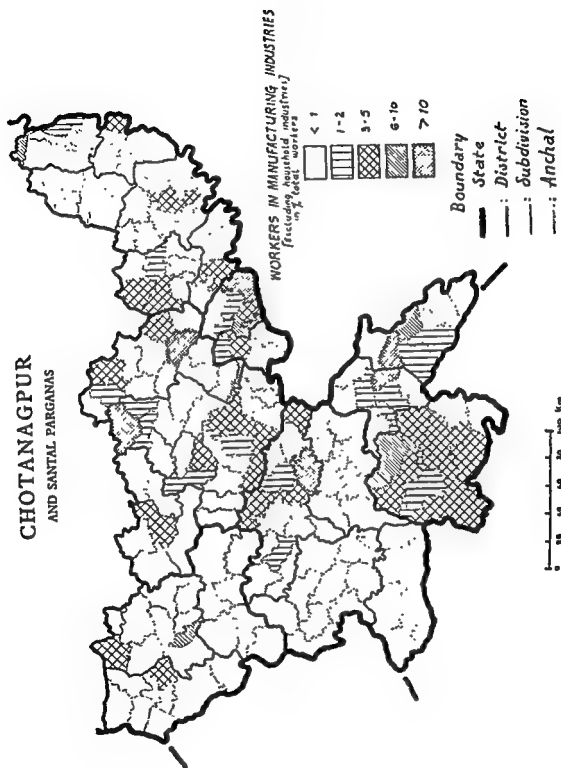 CHOTANAGPUR
AND SANTAL PARGANAS
WORKERS IN MANUFACTURING INDUSTRIES
[Excluding household industries]
in % total workers
< 1
1-2
3-5
6-10
> 10
Boundary
State
District
Subdivision
Anchal